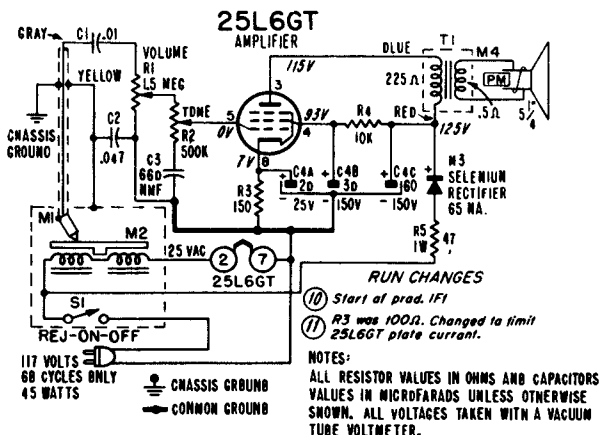 25L6GT
AMPLIFIER
GRAY
C1 .01
YELLOW
VOLUME
R1
1.5 MEG
C2
.047
CHASSIS
GROUND
TONE
R2
500K
C3
660
MMF
115V
3
5
0V
93V
4
7V
8
R3
150
C4A
20
25V
C4B
30
150V
C4C
60
150V
R4
10K
BLUE
T1
225Ω
RED
125V
M4
PM
.5Ω
5 1/4
M3
SELENIUM
RECTIFIER
65 MA.
R5
1W
47
M1
M2
25 VAC
2
7
25L6GT
S1
REJ-ON-OFF
117 VOLTS
60 CYCLES ONLY
45 WATTS
CHASSIS GROUND
COMMON GROUND
RUN CHANGES
10 Start of prod. 1F1
11 R3 was 100Ω. Changed to limit
25L6GT plate current.
NOTES:
ALL RESISTOR VALUES IN OHMS AND CAPACITORS
VALUES IN MICROFARADS UNLESS OTHERWISE
SHOWN. ALL VOLTAGES TAKEN WITH A VACUUM
TUBE VOLTMETER.